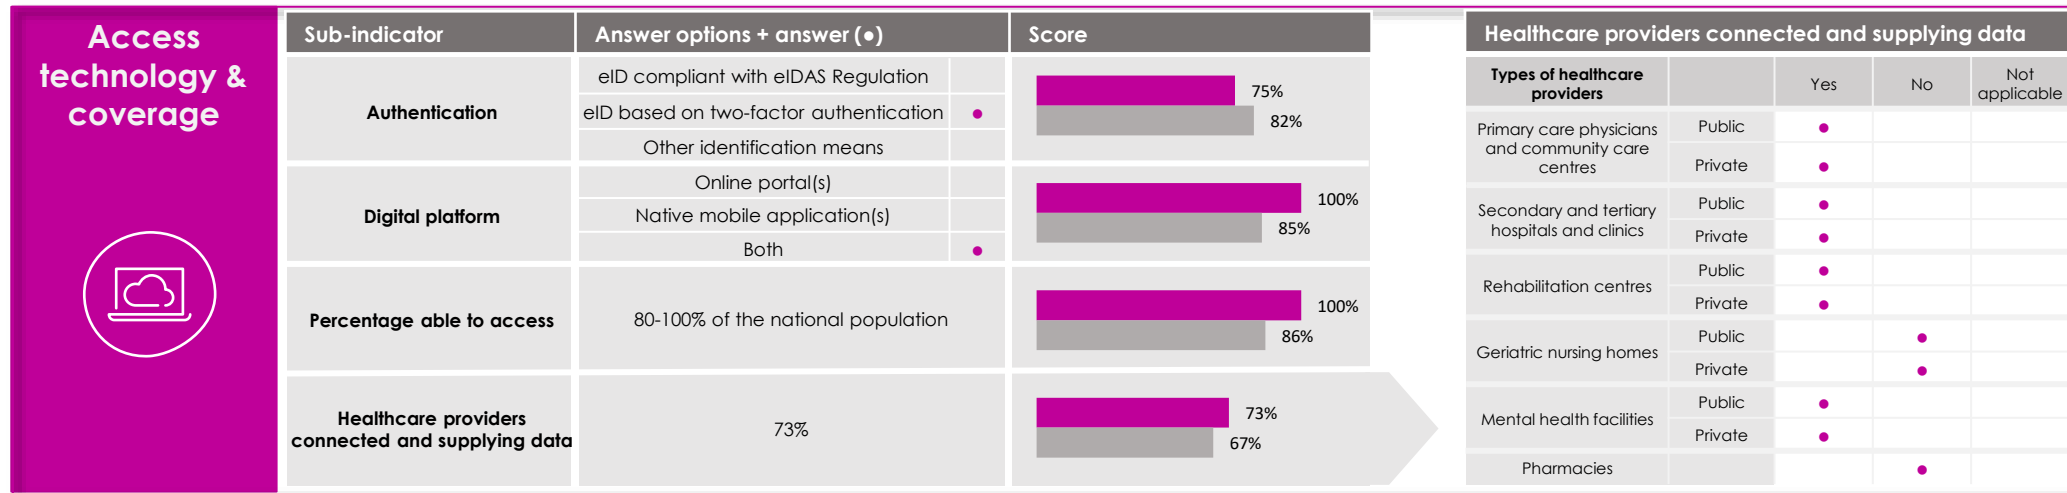 Access
technology &
coverage
Sub-indicator
Answer options + answer (●)
Score
Authentication
eID compliant with eIDAS Regulation
eID based on two-factor authentication ●
Other identification means
75%
82%
Digital platform
Online portal(s)
Native mobile application(s)
Both ●
100%
85%
Percentage able to access
80-100% of the national population
100%
86%
Healthcare providers
connected and supplying data
73%
73%
67%
Healthcare providers connected and supplying data
Types of healthcare
providers
Yes
No
Not
applicable
Primary care physicians
and community care
centres
Public ●
Private ●
Secondary and tertiary
hospitals and clinics
Public ●
Private ●
Rehabilitation centres
Public ●
Private ●
Geriatric nursing homes
Public ●
Private ●
Mental health facilities
Public ●
Private ●
Pharmacies ●